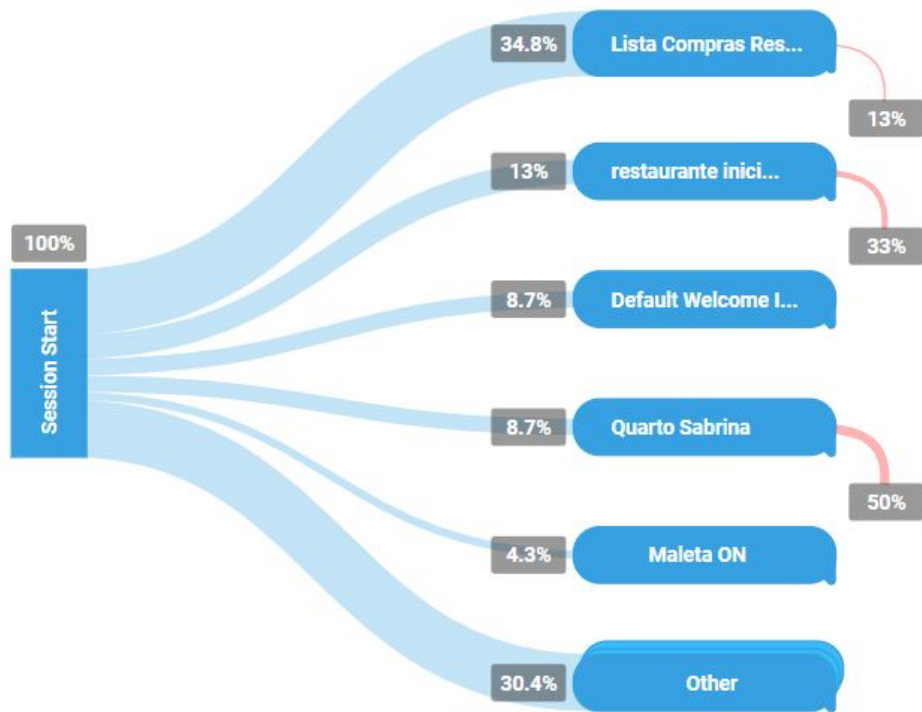 34.8%
Lista Compras Res...
13%
13%
restaurante inici...
33%
100%
Session Start
8.7%
Default Welcome I...
8.7%
Quarto Sabrina
50%
4.3%
Maleta ON
30.4%
Other